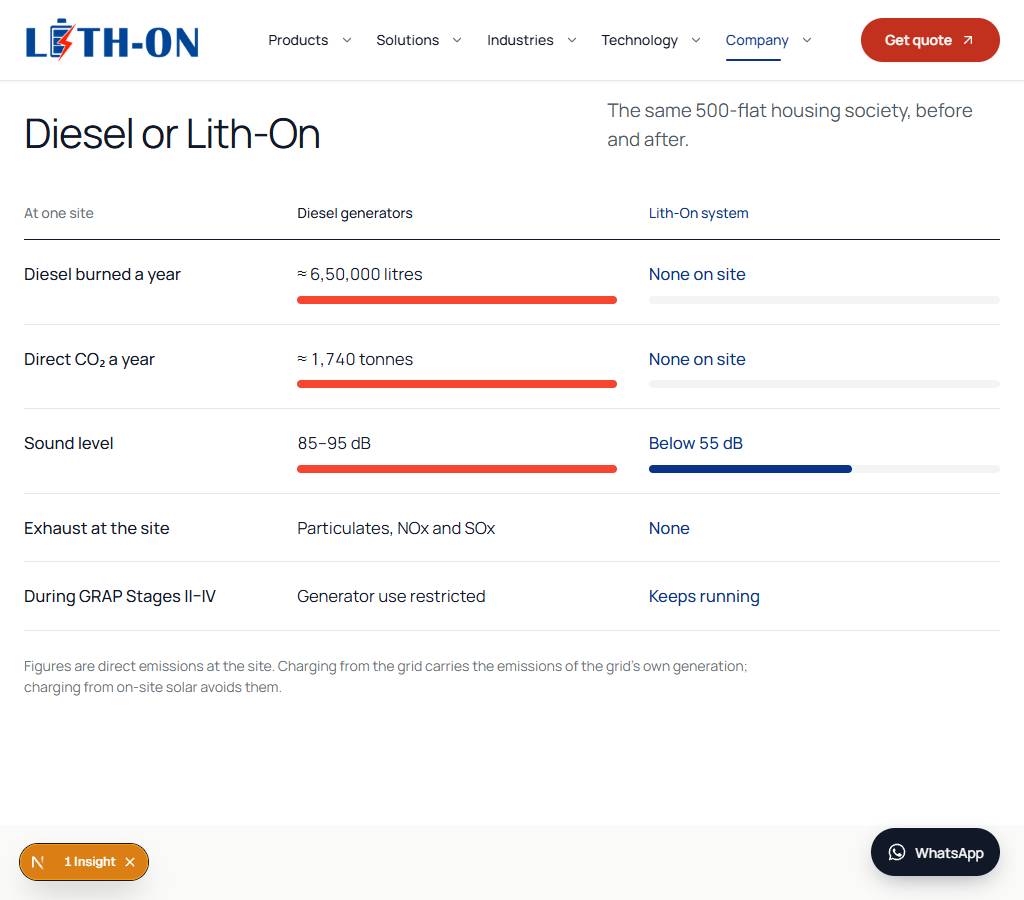 LITH-ON
Products
Solutions
Industries
Technology
Company
Get quote
Diesel or Lith-On
The same 500-flat housing society, before
and after.
At one site
Diesel generators
Lith-On system
Diesel burned a year
≈ 6,50,000 litres
None on site
Direct CO₂ a year
≈ 1,740 tonnes
None on site
Sound level
85–95 dB
Below 55 dB
Exhaust at the site
Particulates, NOx and SOx
None
During GRAP Stages II–IV
Generator use restricted
Keeps running
Figures are direct emissions at the site. Charging from the grid carries the emissions of the grid's own generation;
charging from on-site solar avoids them.
N
1 Insight
WhatsApp